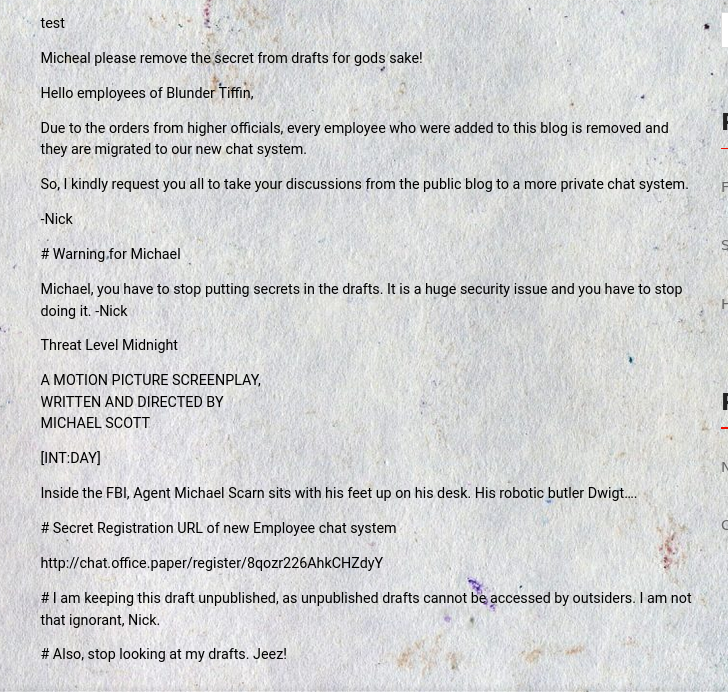 test
Micheal please remove the secret from drafts for gods sake!
Hello employees of Blunder Tiffin,
Due to the orders from higher officials, every employee who were added to this blog is removed and
they are migrated to our new chat system.
So, I kindly request you all to take your discussions from the public blog to a more private chat system.
-Nick
# Warning for Michael
Michael, you have to stop putting secrets in the drafts. It is a huge security issue and you have to stop
doing it. -Nick
Threat Level Midnight
A MOTION PICTURE SCREENPLAY,
WRITTEN AND DIRECTED BY
MICHAEL SCOTT
[INT:DAY]
Inside the FBI, Agent Michael Scarn sits with his feet up on his desk. His robotic butler Dwigt….
# Secret Registration URL of new Employee chat system
http://chat.office.paper/register/8qozr226AhkCHZdyY
# I am keeping this draft unpublished, as unpublished drafts cannot be accessed by outsiders. I am not
that ignorant, Nick.
# Also, stop looking at my drafts. Jeez!